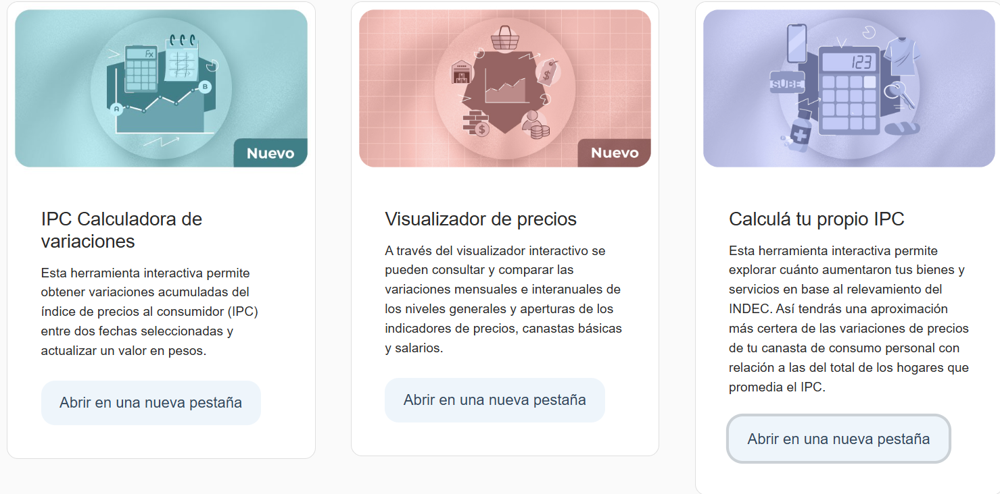 Fx
A
B
Nuevo
IPC Calculadora de
variaciones
Esta herramienta interactiva permite
obtener variaciones acumuladas del
índice de precios al consumidor (IPC)
entre dos fechas seleccionadas y
actualizar un valor en pesos.
Abrir en una nueva pestaña
$
$
Nuevo
Visualizador de precios
A través del visualizador interactivo se
pueden consultar y comparar las
variaciones mensuales e interanuales de
los niveles generales y aperturas de los
indicadores de precios, canastas básicas
y salarios.
Abrir en una nueva pestaña
123
SUBE
Calculá tu propio IPC
Esta herramienta interactiva permite
explorar cuánto aumentaron tus bienes y
servicios en base al relevamiento del
INDEC. Así tendrás una aproximación
más certera de las variaciones de precios
de tu canasta de consumo personal con
relación a las del total de los hogares que
promedia el IPC.
Abrir en una nueva pestaña